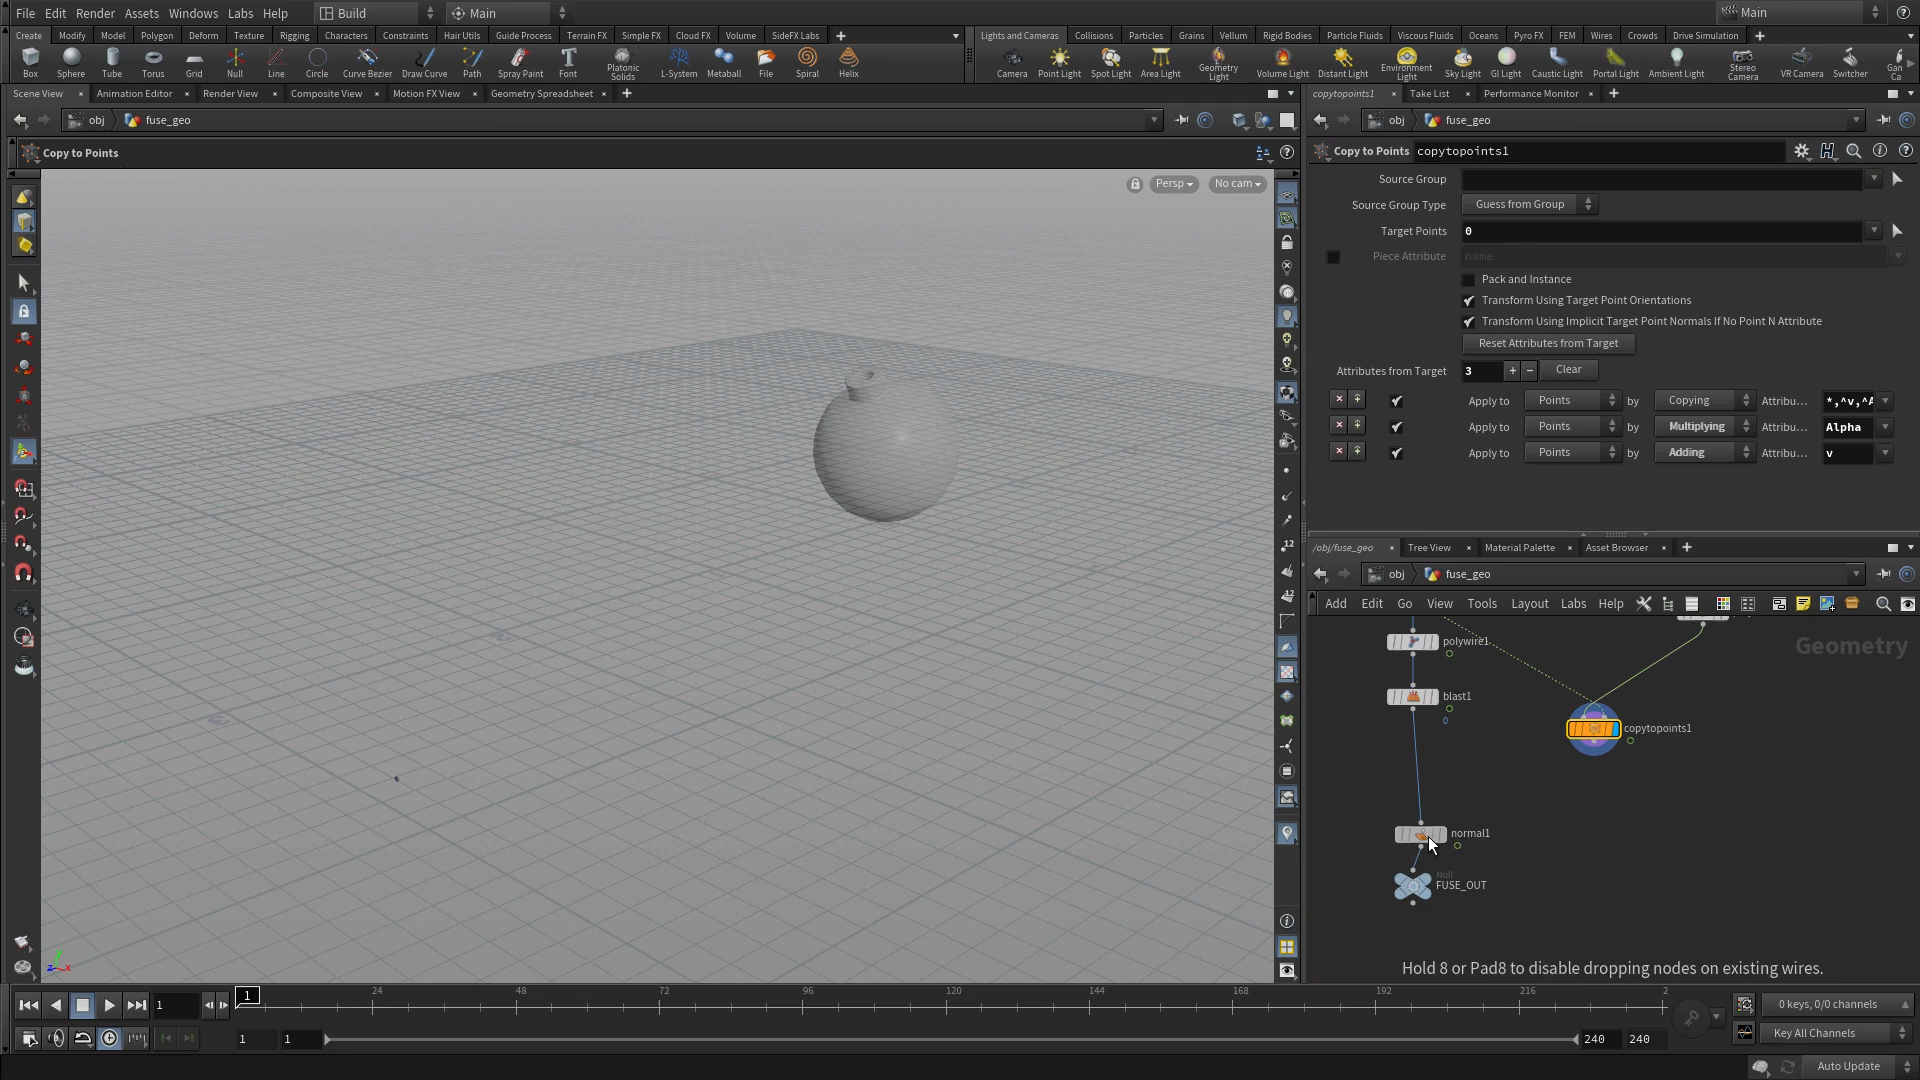 File Edit Render Assets Windows Labs Help Build Main Main
Create Modify Model Polygon Deform Texture Rigging Characters Constraints Hair Utils Guide Process Terrain FX Simple FX Cloud FX Volume SideFX Labs
Lights and Cameras Collisions Particles Grains Vellum Rigid Bodies Particle Fluids Viscous Fluids Oceans Pyro FX FEM Wires Crowds Drive Simulation
Box Sphere Tube Torus Grid Null Line Circle Curve Bezier Draw Curve Path Spray Paint Font Platonic Solids L-System Metaball File Spiral Helix
Camera Point Light Spot Light Area Light Geometry Light Volume Light Distant Light Environment Light Sky Light GI Light Caustic Light Portal Light Ambient Light Stereo Camera VR Camera Switcher Gan Ca
Scene View Animation Editor Render View Composite View Motion FX View Geometry Spreadsheet
copytopoints1 Take List Performance Monitor
obj fuse_geo
obj fuse_geo
Copy to Points
Copy to Points copytopoints1
Persp No cam
Source Group
Source Group Type Guess from Group
Target Points 0
Piece Attribute name
Pack and Instance
Transform Using Target Point Orientations
Transform Using Implicit Target Point Normals If No Point N Attribute
Reset Attributes from Target
Attributes from Target 3 Clear
Apply to Points by Copying Attribu... *,^v,^A
Apply to Points by Multiplying Attribu... Alpha
Apply to Points by Adding Attribu... v
/obj/fuse_geo Tree View Material Palette Asset Browser
obj fuse_geo
Add Edit Go View Tools Layout Labs Help
Geometry
polywire1
blast1
0
copytopoints1
normal1
Null
FUSE_OUT
Hold 8 or Pad8 to disable dropping nodes on existing wires.
12
12
y
z x
1 1 24 48 72 96 120 144 168 192 216 2
0 keys, 0/0 channels
1 1 240 240
Key All Channels
Auto Update